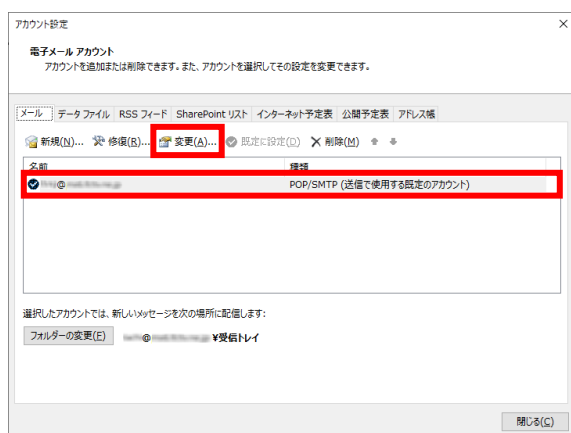 アカウント設定
電子メール アカウント
アカウントを追加または削除できます。また、アカウントを選択してその設定を変更できます。
メール データ ファイル RSS フィード SharePoint リスト インターネット予定表 公開予定表 アドレス帳
新規(N)... 修復(R)... 変更(A)... 既定に設定(D) 削除(M)
名前 種類
@ POP/SMTP (送信で使用する既定のアカウント)
選択したアカウントでは、新しいメッセージを次の場所に配信します:
フォルダーの変更(F) @ ¥受信トレイ
閉じる(C)